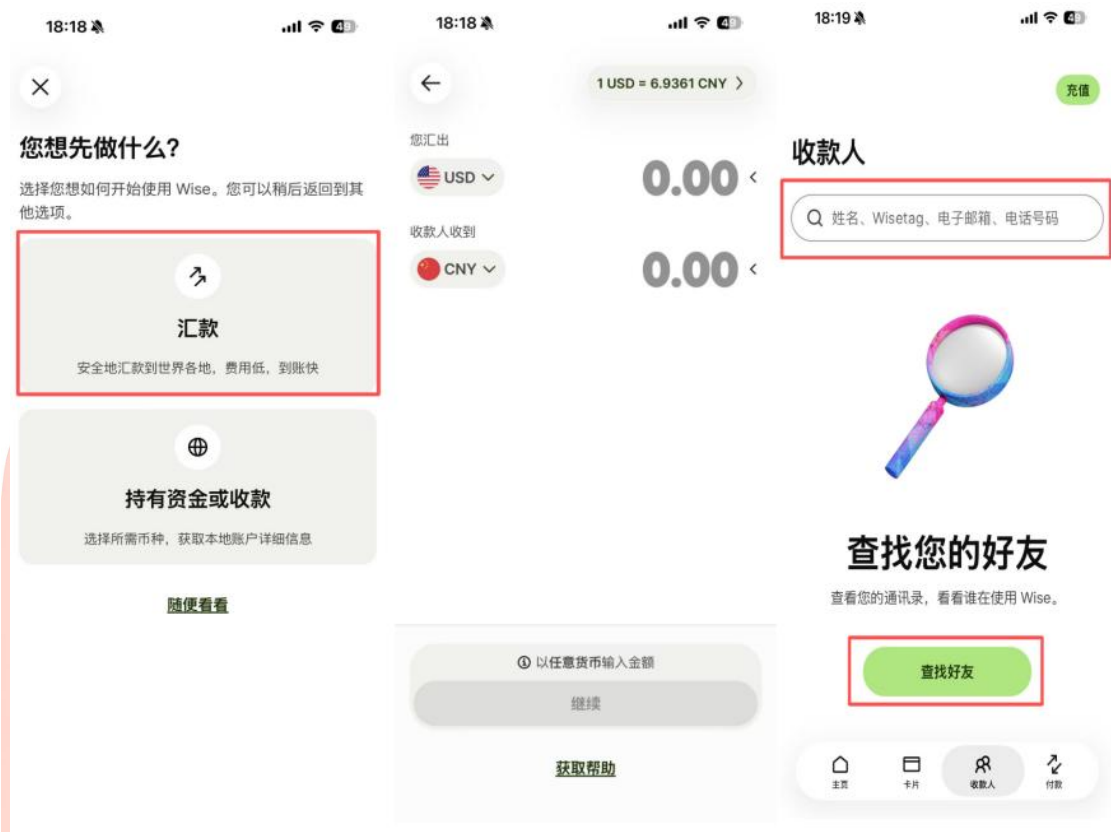 18:18
49
您想先做什么?
选择您想如何开始使用 Wise。您可以稍后返回到其
他选项。
汇款
安全地汇款到世界各地，费用低，到账快
持有资金或收款
选择所需币种，获取本地账户详细信息
随便看看
18:18
49
1 USD = 6.9361 CNY
您汇出
USD
0.00
收款人收到
CNY
0.00
以任意货币输入金额
继续
获取帮助
18:19
49
充值
收款人
姓名、Wisetag、电子邮箱、电话号码
查找您的好友
查看您的通讯录，看看谁在使用 Wise。
查找好友
主页
卡片
收款人
付款